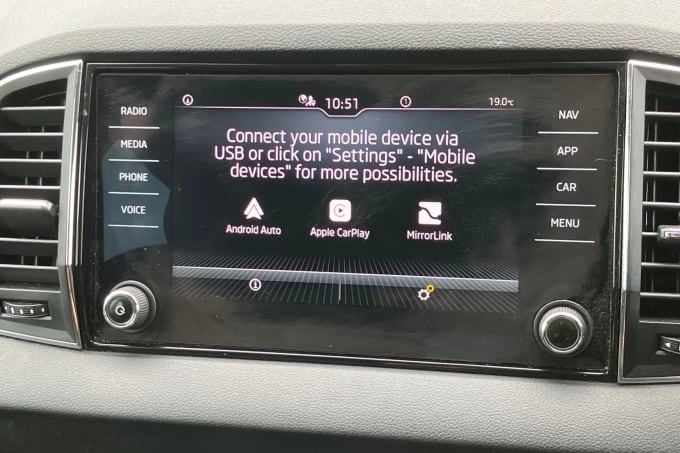 10:51
19.0°C
RADIO
MEDIA
PHONE
VOICE
Connect your mobile device via
USB or click on "Settings" - "Mobile
devices" for more possibilities.
Android Auto
Apple CarPlay
MirrorLink
NAV
APP
CAR
MENU